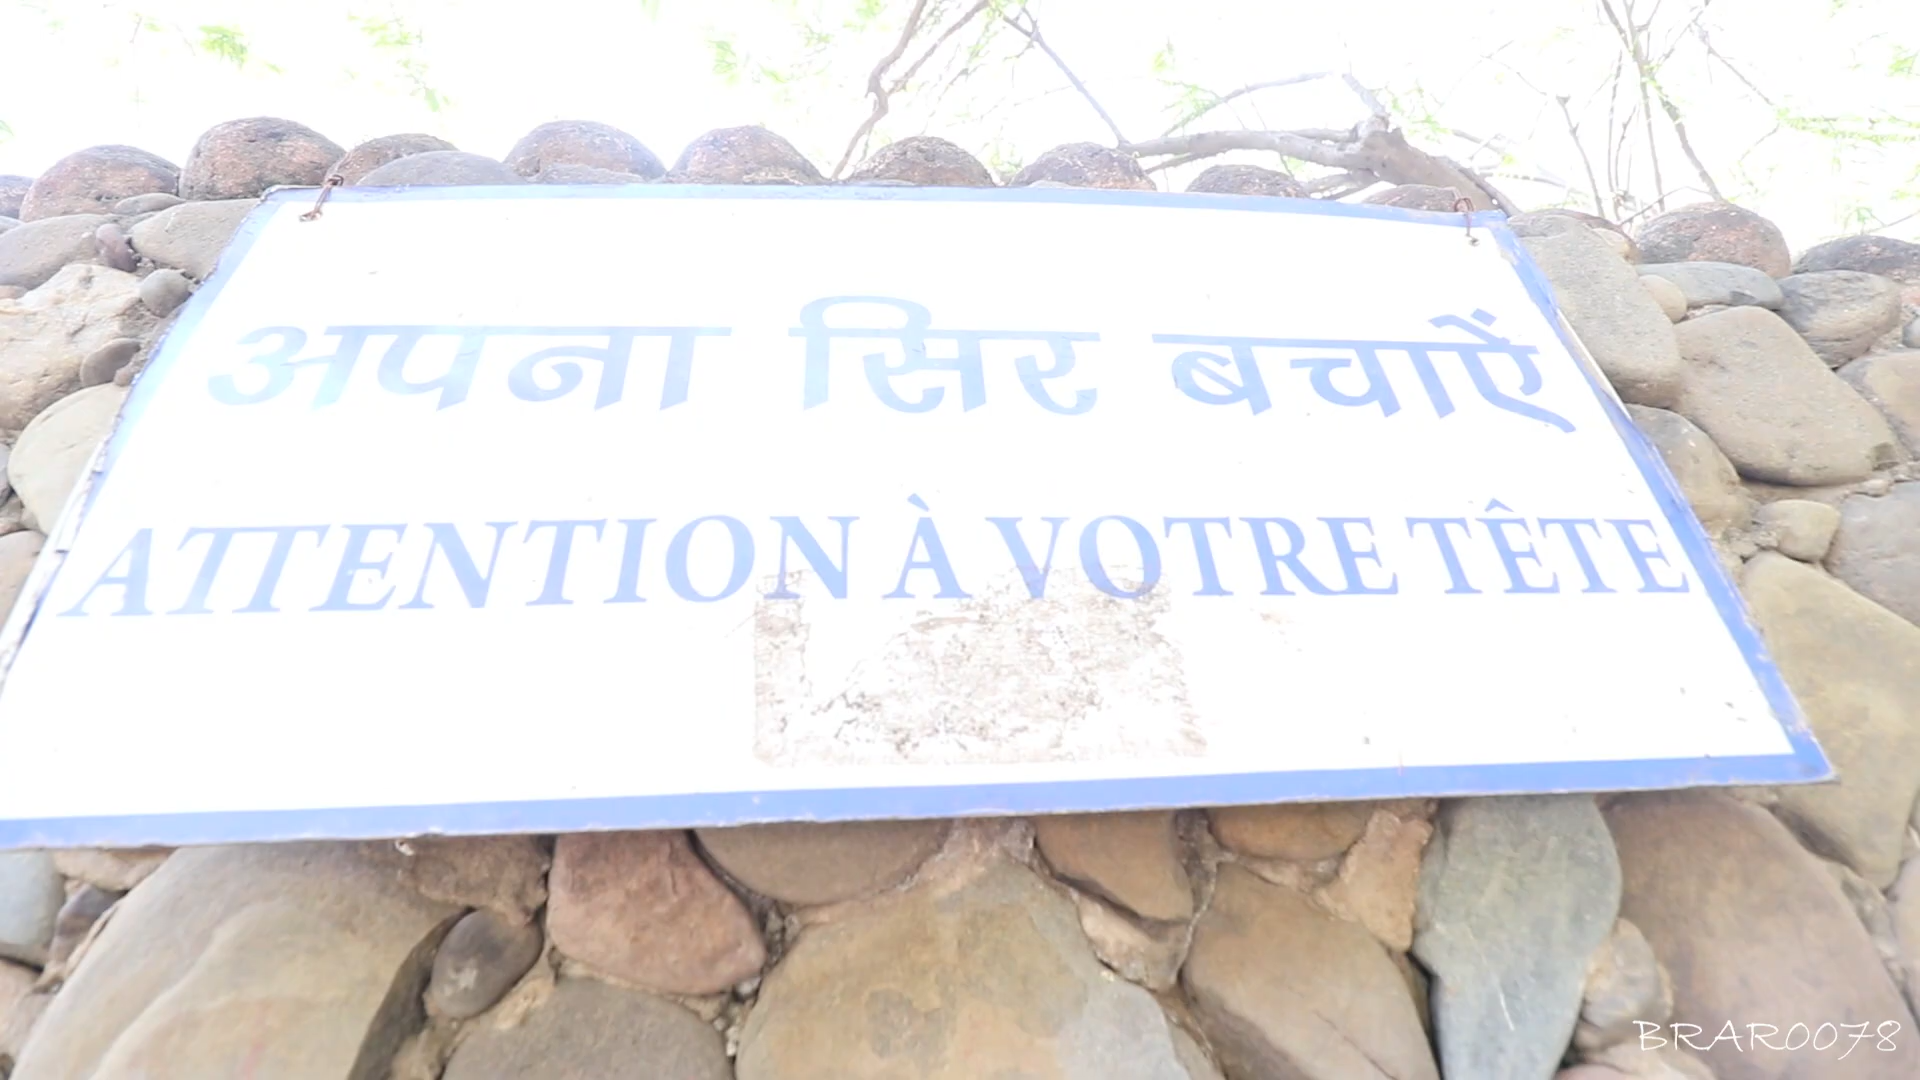 अपना सिर बचाऐं
ATTENTION À VOTRE TÊTE
BRAR0078